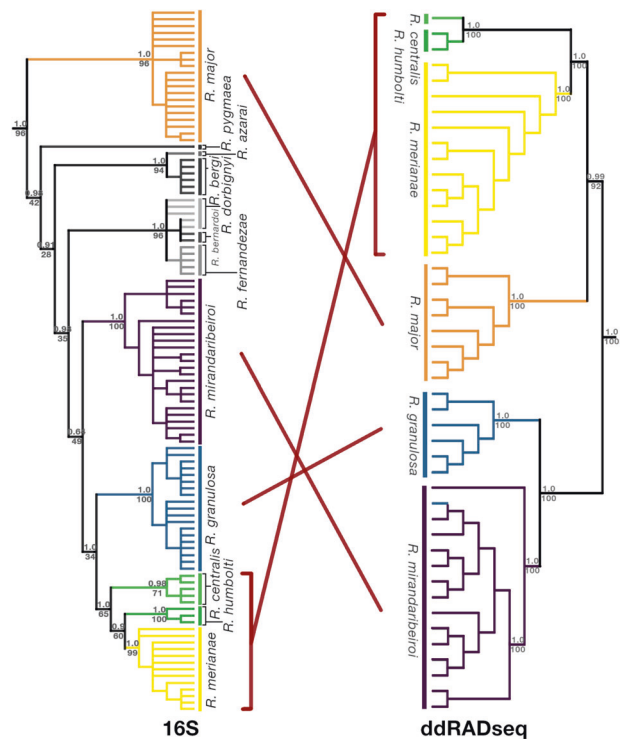 1.0
96
R. major
1.0
96
R. pygmaea
R. azarai
R. bergi
1.0
94
R. dorbignyi
0.98
42
R. bernardoi
1.0
96
R. fernandezae
0.91
28
1.0
100
R. mirandaribeiroi
35
49
1.0
100
R. granulosa
1.0
34
0.98
71
R. centralis
1.0
65
1.0
100
R. humbolti
0.9
60
1.0
99
R. merianae
16S
R. centralis
R. humbolti
1.0
100
1.0
100
R. merianae
1.0
100
0.99
92
R. major
1.0
100
1.0
100
R. granulosa
1.0
100
1.0
100
R. mirandaribeiroi
1.0
100
1.0
100
ddRADseq